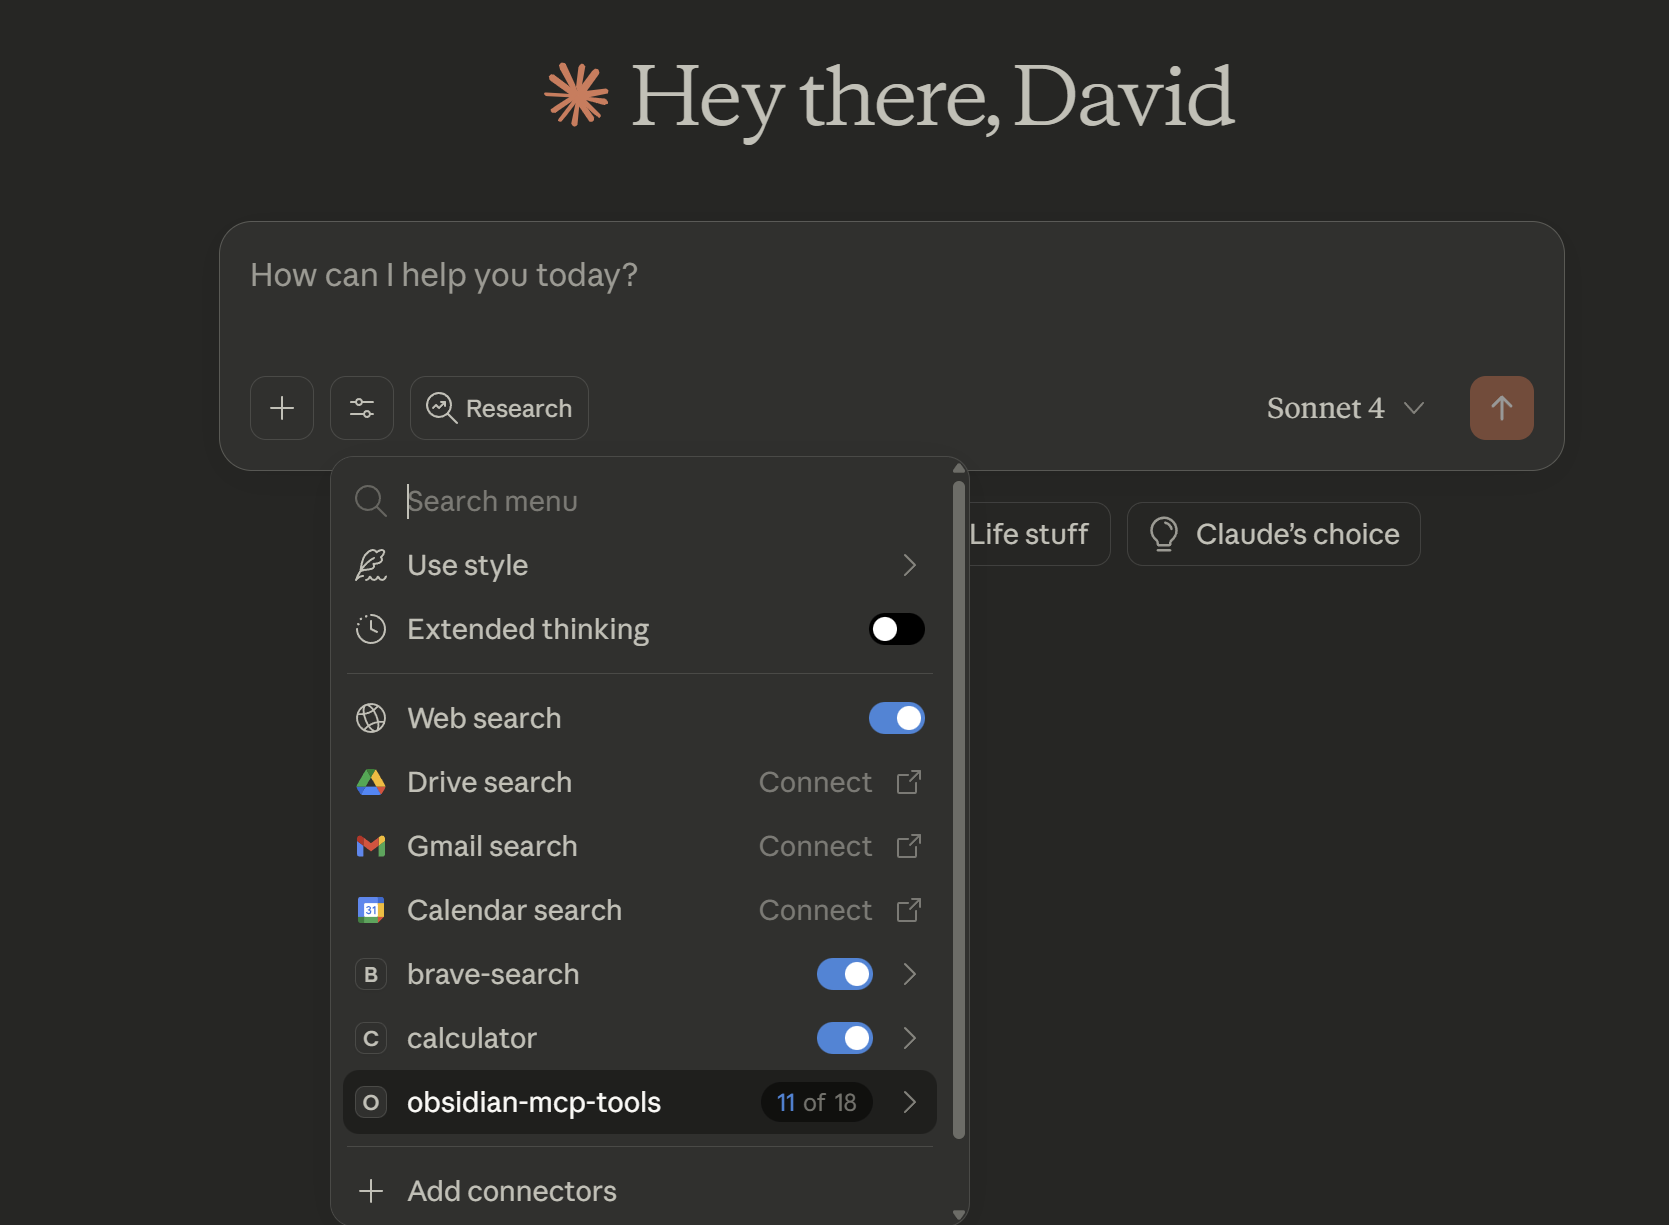 Hey there, David
How can I help you today?
Research
Sonnet 4
Search menu
Life stuff
Claude’s choice
Use style
Extended thinking
Web search
Drive search Connect
Gmail search Connect
31
Calendar search Connect
B brave-search
C calculator
O obsidian-mcp-tools 11 of 18
Add connectors